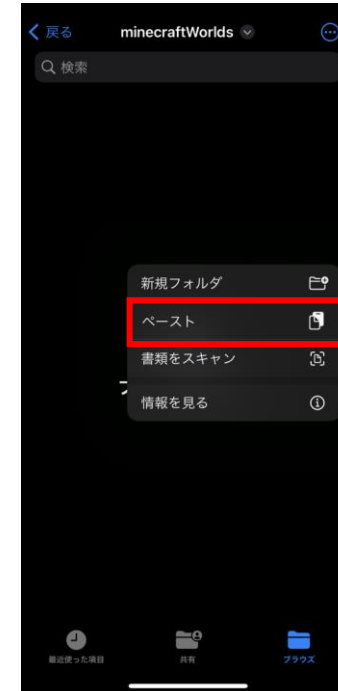 戻る
minecraftWorlds
検索
新規フォルダ
ペースト
書類をスキャン
情報を見る
最近使った項目
共有
ブラウズ